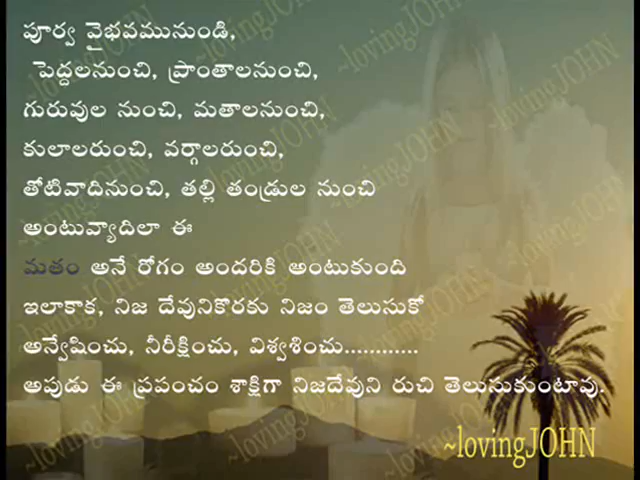 పూర్వ వైభవమునుండి,
పెద్దలనుంచి, ప్రాంతాలనుంచి,
గురువుల నుంచి, మతాలనుంచి,
కులాలరుంచి, వర్గాలరుంచి,
తోటివాదినుంచి, తల్లి తండ్రుల నుంచి
అంటువ్యాదిలా ఈ
మతం అనే రోగం అందరికి అంటుకుంది
ఇలాకాక, నిజ దేవునికొరకు నిజం తెలుసుకో
అన్వేషించు, నీరీక్షించు, విశ్వశించు............
అపుడు ఈ ప్రపంచం శాక్షిగా నిజదేవుని రుచి తెలుసుకుంటావు.
~lovingJOHN